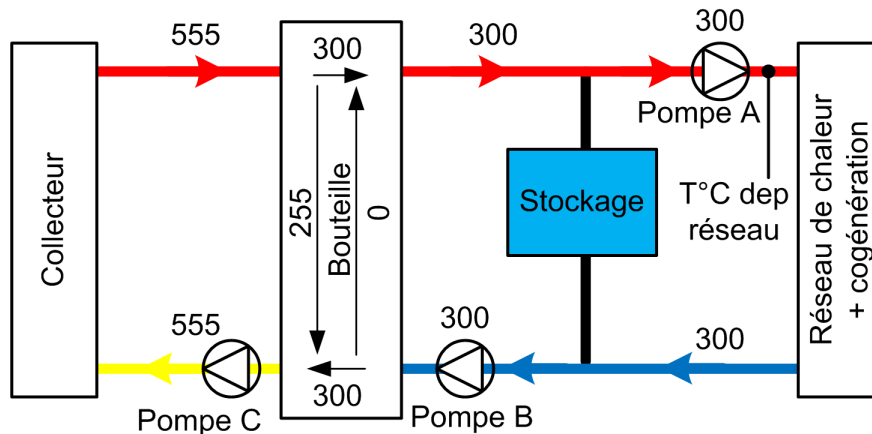 555
300
300
300
Pompe A
Collecteur
255
Bouteille
0
Stockage
T°C dep
réseau
Réseau de chaleur
+ cogénération
555
300
300
300
Pompe C
Pompe B